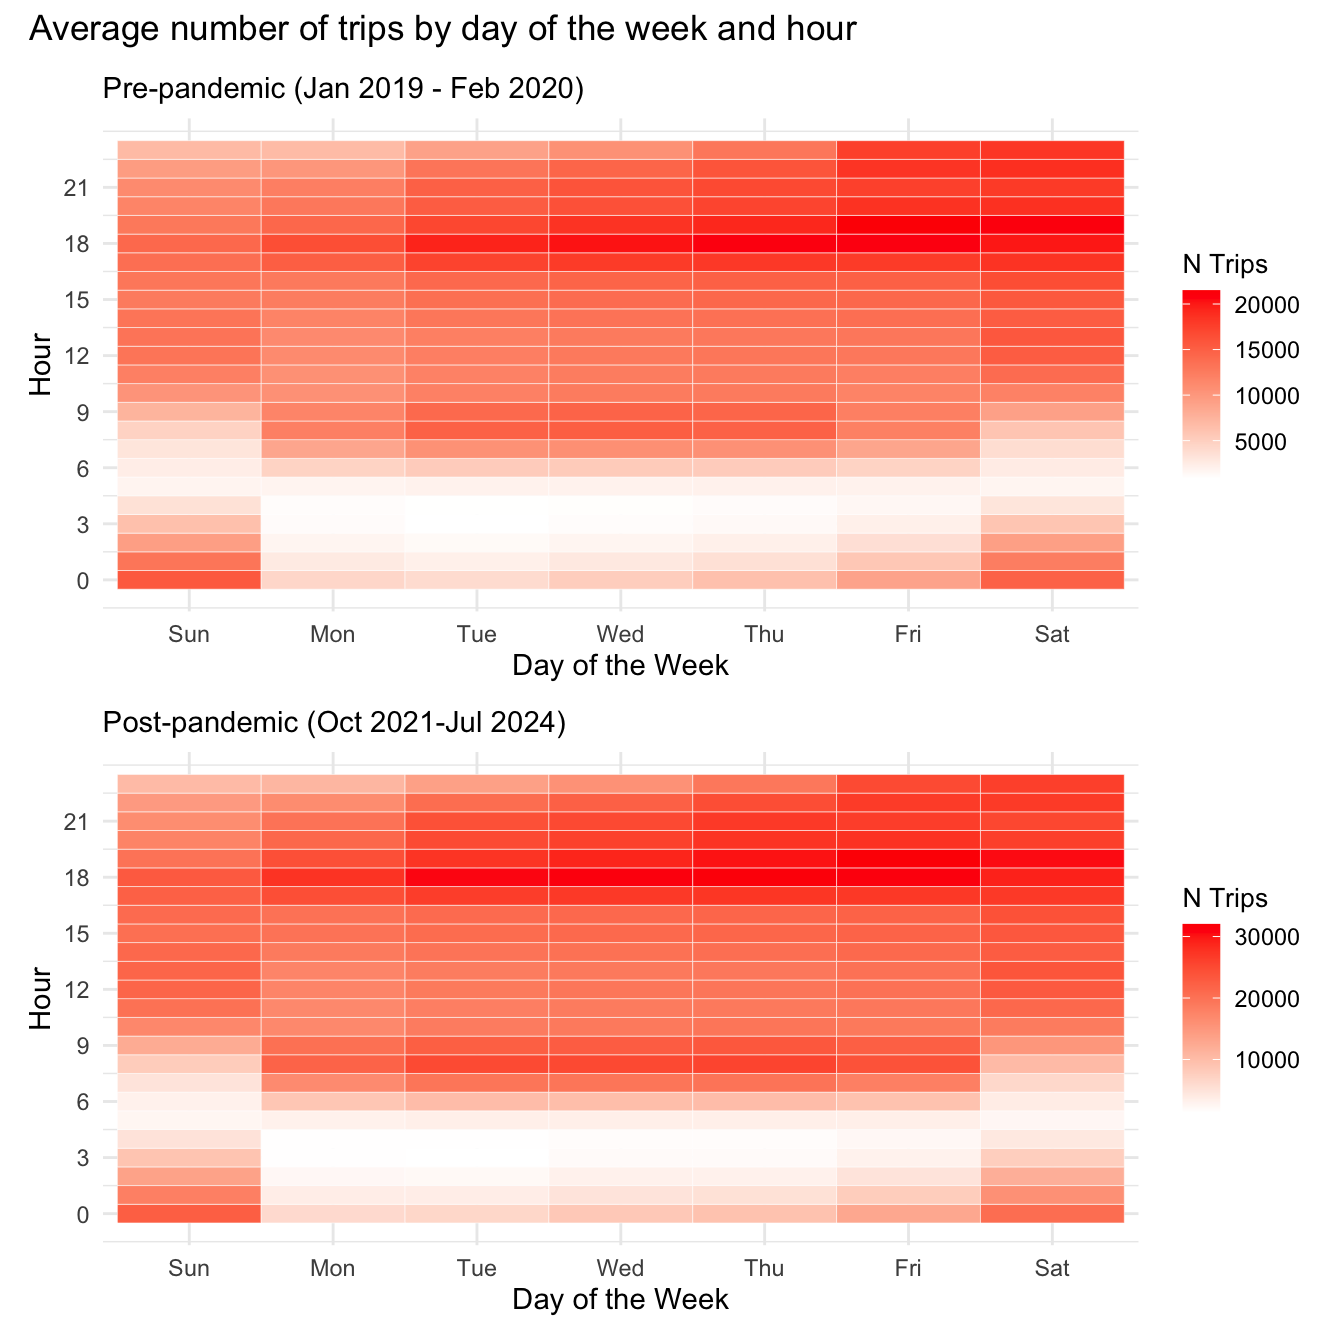 Average number of trips by day of the week and hour
Pre-pandemic (Jan 2019 - Feb 2020)
Hour
21
18
15
12
9
6
3
0
Sun Mon Tue Wed Thu Fri Sat
Day of the Week
N Trips
20000
15000
10000
5000
Post-pandemic (Oct 2021-Jul 2024)
Hour
21
18
15
12
9
6
3
0
Sun Mon Tue Wed Thu Fri Sat
Day of the Week
N Trips
30000
20000
10000